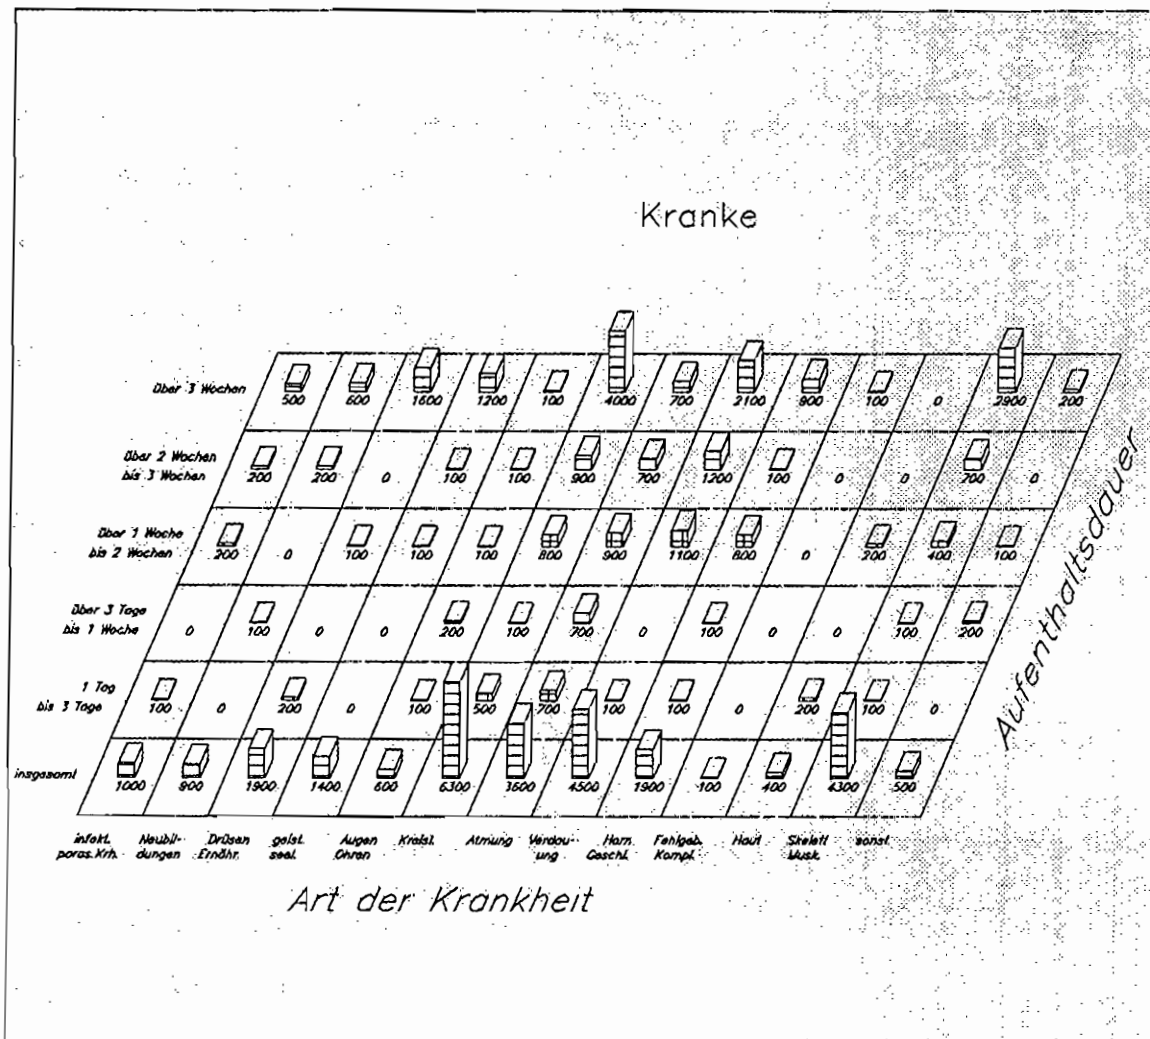 Kranke
über 3 Wochen
500 600 1600 1200 100 4000 700 2100 900 100 0 2900 200
über 2 Wochen
bis 3 Wochen
200 200 0 100 100 900 700 1200 100 0 0 700 0
über 1 Woche
bis 2 Wochen
200 0 100 100 100 800 900 1100 800 0 200 400 100
über 3 Tage
bis 1 Woche
0 100 0 0 200 100 700 0 100 0 0 100 200
1 Tag
bis 3 Tage
100 0 200 0 100 500 700 100 100 0 200 100 0
insgesamt
1000 900 1900 1400 600 6300 3600 4500 1900 100 400 4300 500
infekt. Neubil- Drüsen geist. Augen Kreisl. Atmung Verdau- Harn Fehlgeb. Haut Skelett sonst.
paras.Krh. dungen Ernähr. seel. Ohren ung Geschl. Kompl. Musk.
Art der Krankheit
Aufenthaltsdauer